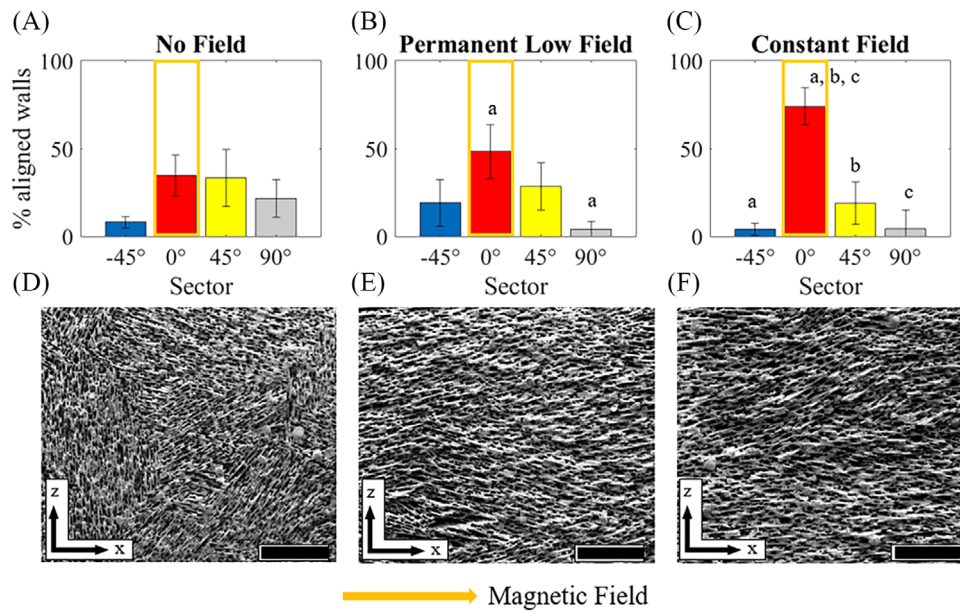 (A)
No Field
% aligned walls
100
50
0
-45° 0° 45° 90°
Sector
(B)
Permanent Low Field
100
50
0
a
a
-45° 0° 45° 90°
Sector
(C)
Constant Field
100
50
0
a, b, c
a
b
c
-45° 0° 45° 90°
Sector
(D)
z
x
(E)
z
x
(F)
z
x
Magnetic Field